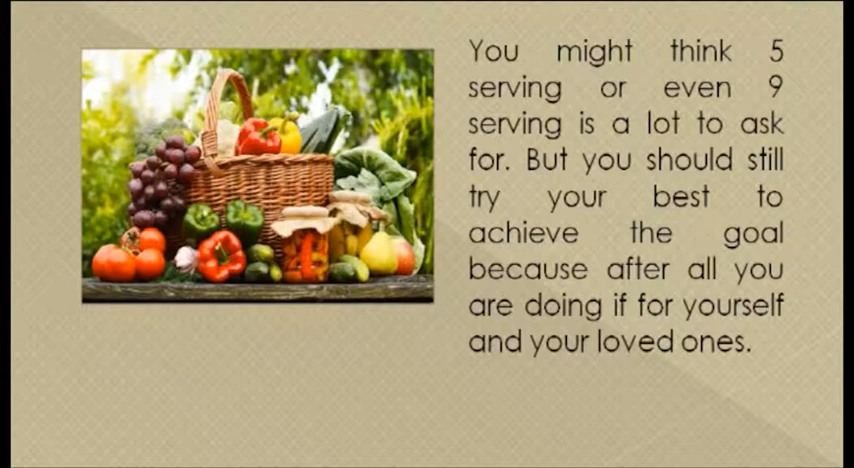 You might think 5
serving or even 9
serving is a lot to ask
for. But you should still
try your best to
achieve the goal
because after all you
are doing if for yourself
and your loved ones.